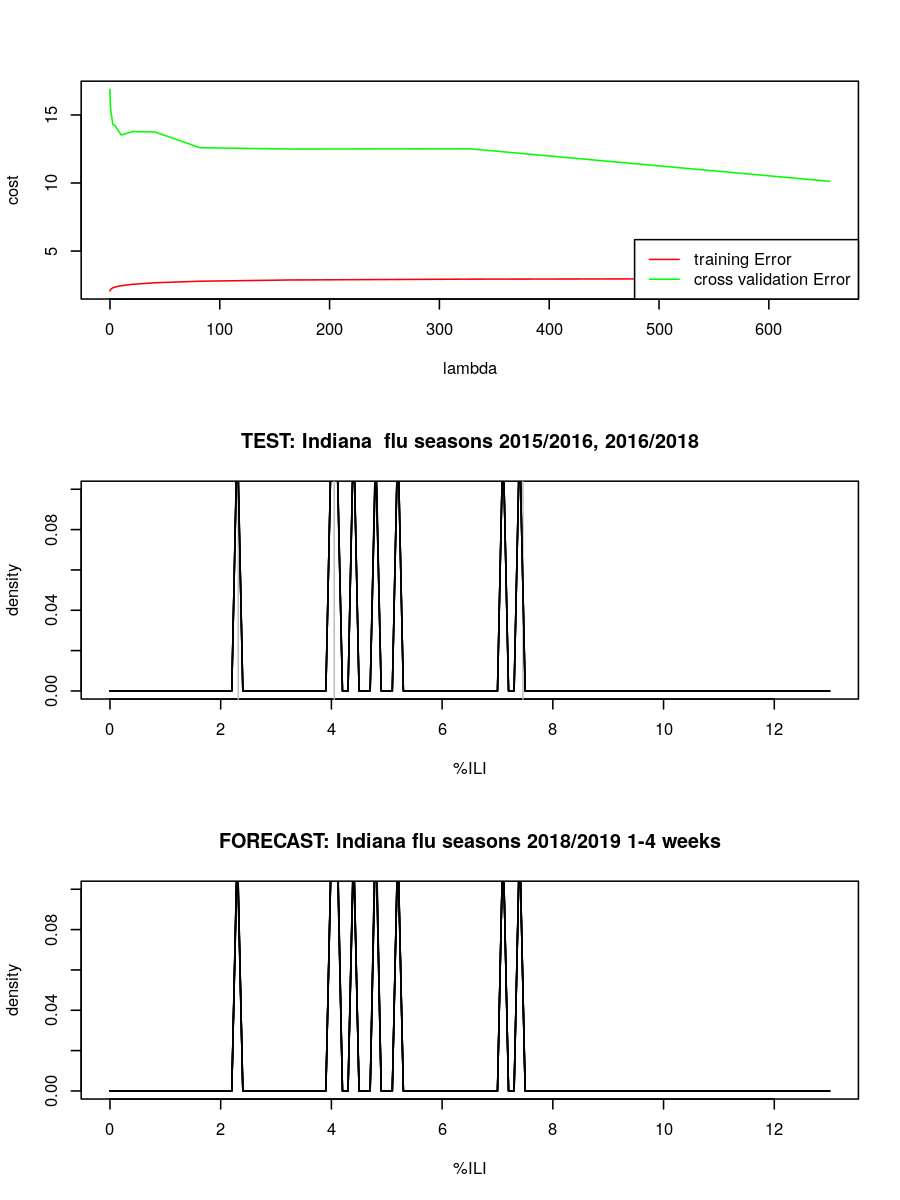 cost
5
10
15
training Error
cross validation Error
0 100 200 300 400 500 600
lambda
TEST: Indiana  flu seasons 2015/2016, 2016/2018
density
0.00
0.04
0.08
0 2 4 6 8 10 12
%ILI
FORECAST: Indiana flu seasons 2018/2019 1-4 weeks
density
0.00
0.04
0.08
0 2 4 6 8 10 12
%ILI